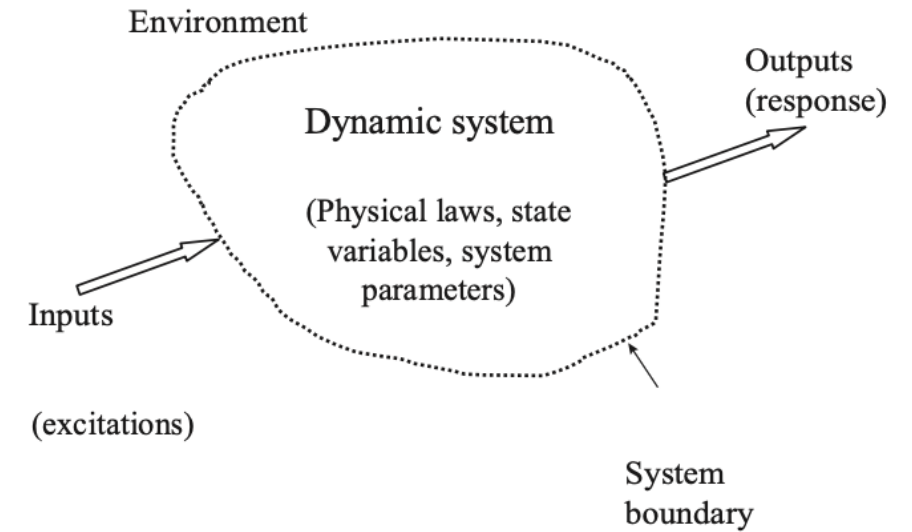 Environment
Outputs
(response)
Dynamic system
(Physical laws, state
variables, system
parameters)
Inputs
(excitations)
System
boundary